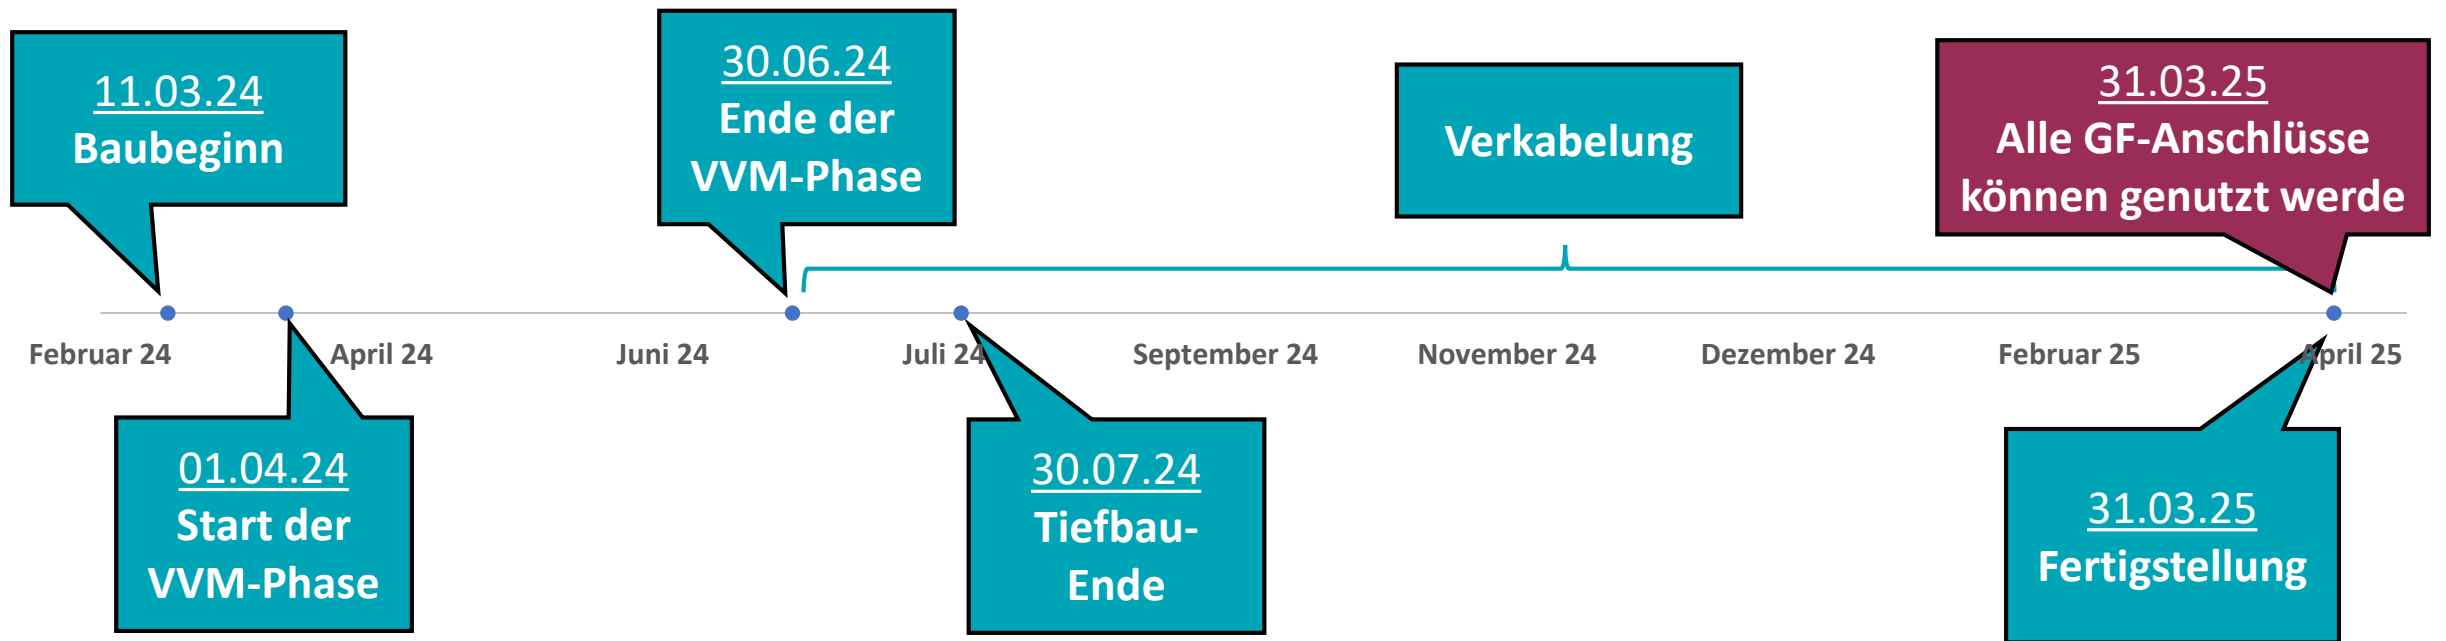 11.03.24
Baubeginn
30.06.24
Ende der
VVM-Phase
Verkabelung
31.03.25
Alle GF-Anschlüsse
können genutzt werde
Februar 24
April 24
Juni 24
Juli 24
September 24
November 24
Dezember 24
Februar 25
April 25
01.04.24
Start der
VVM-Phase
30.07.24
Tiefbau-
Ende
31.03.25
Fertigstellung